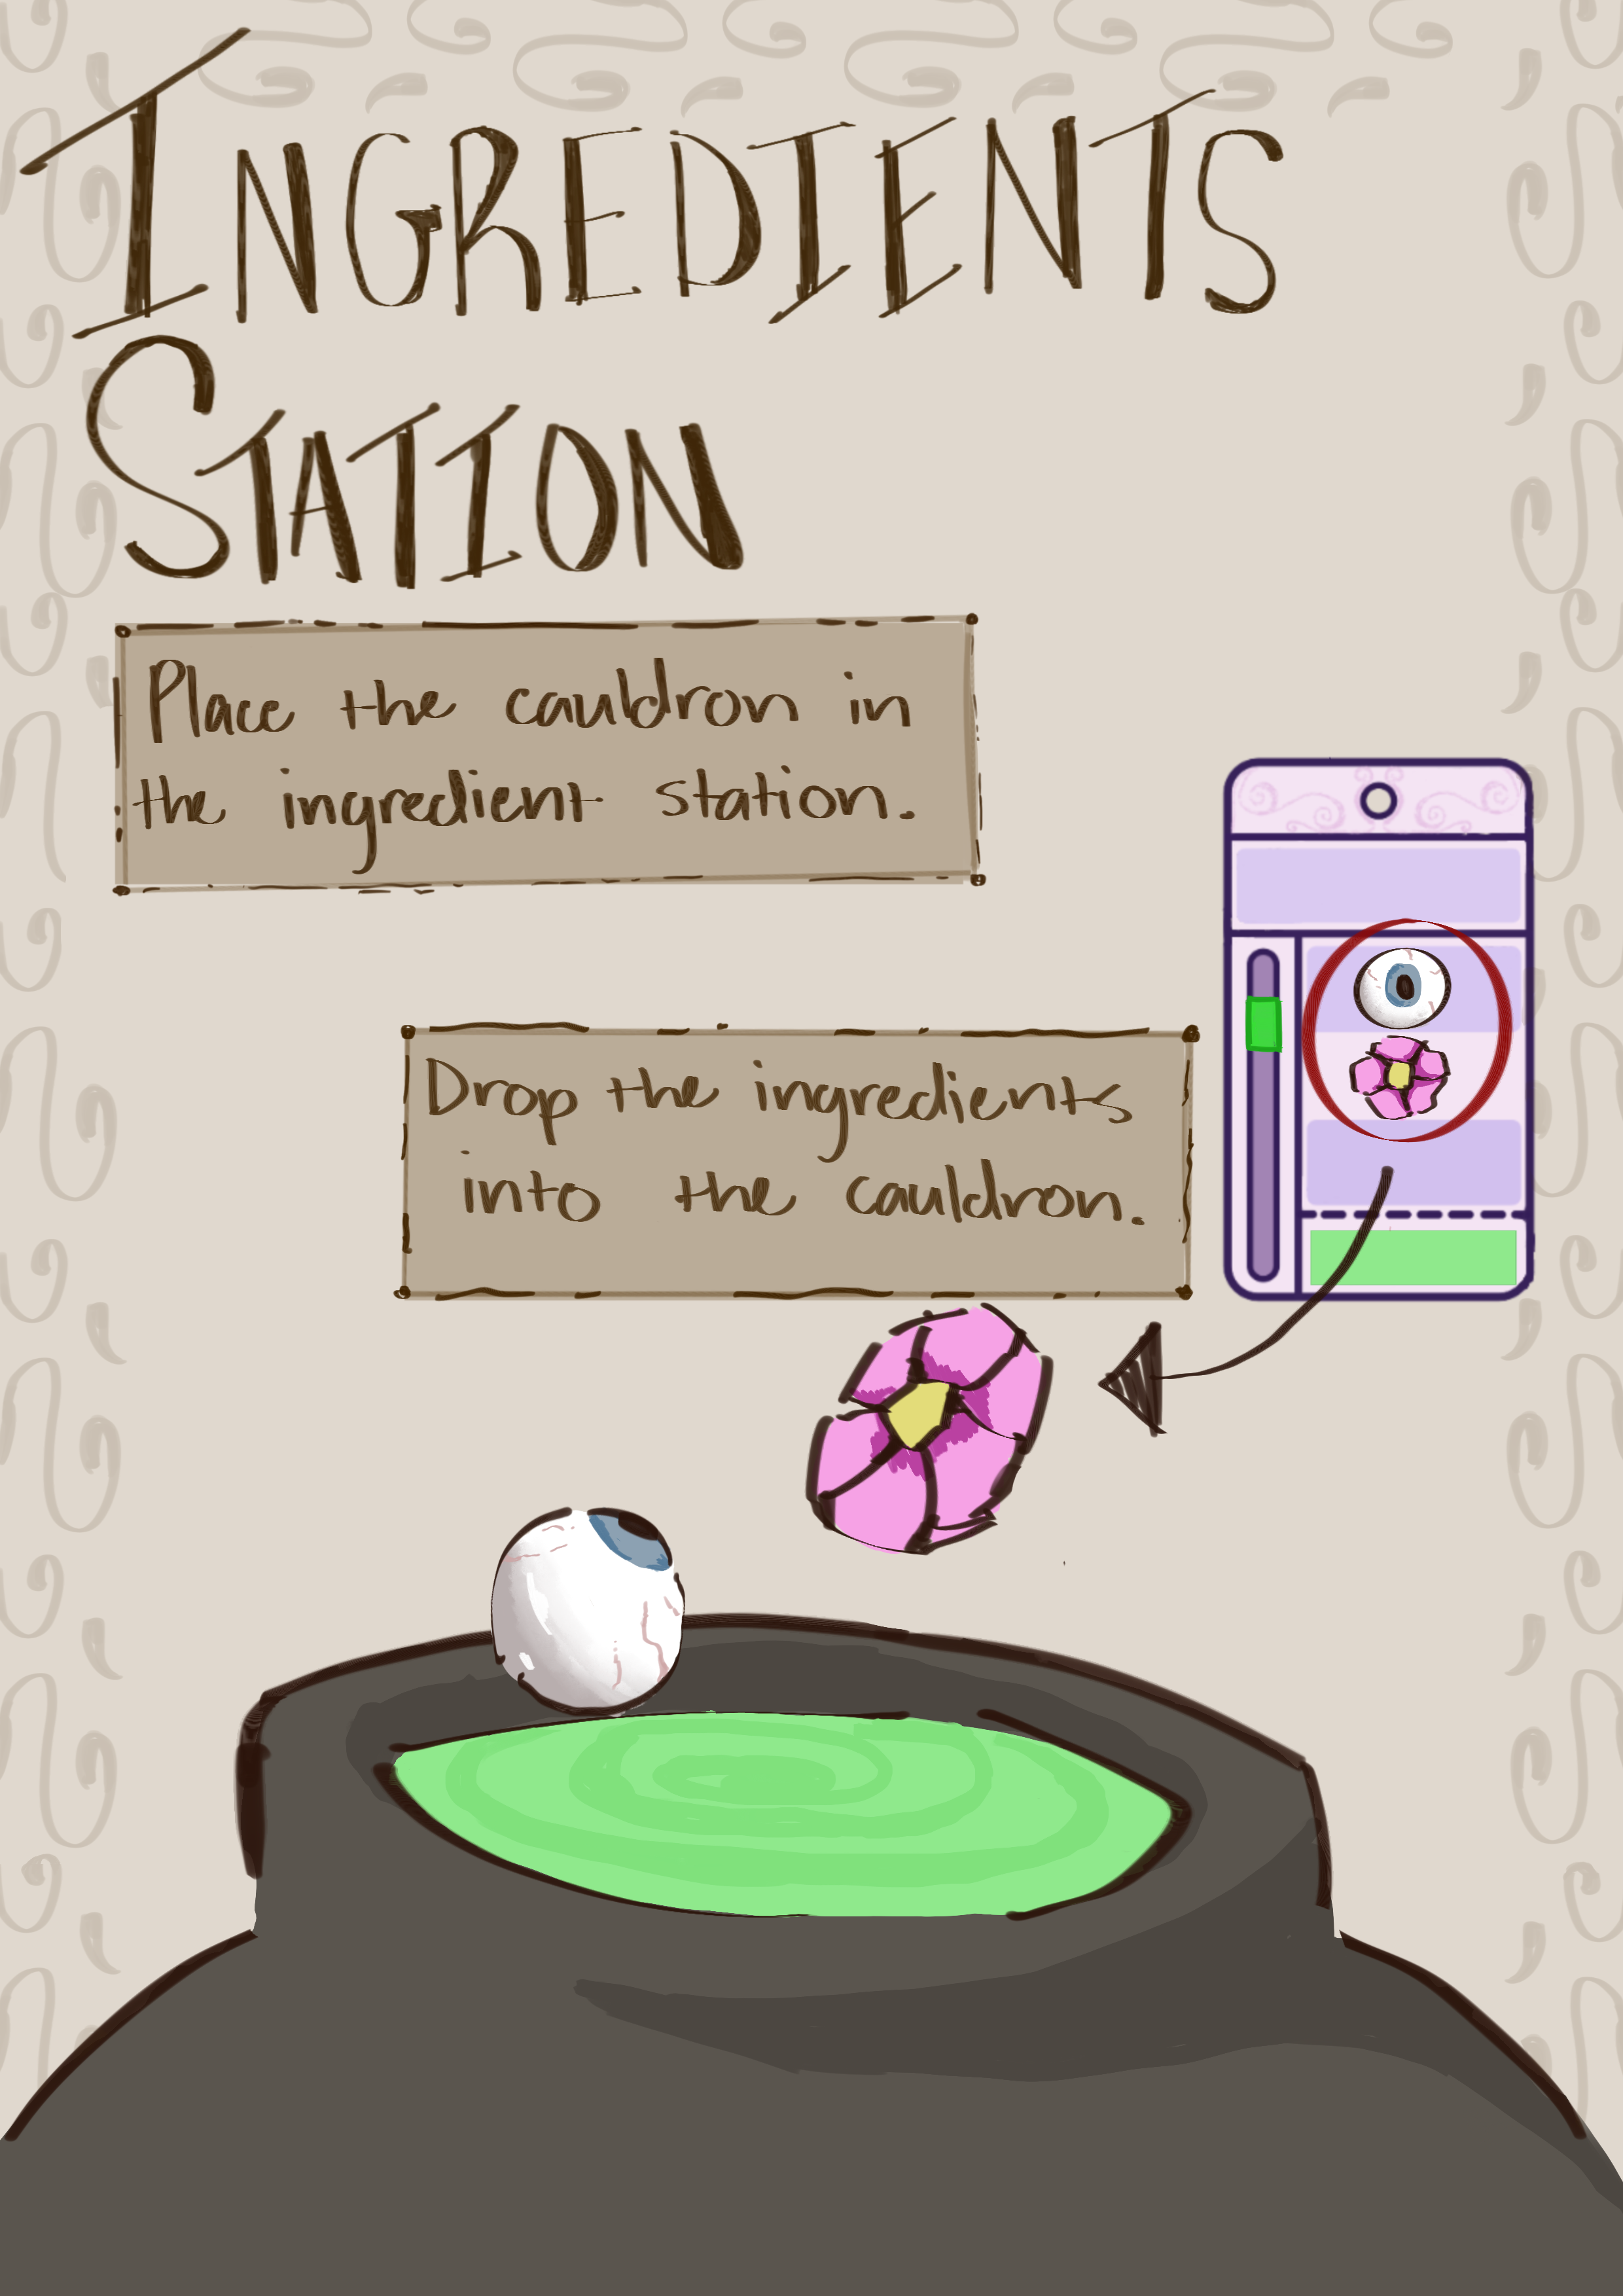 INGREDIENTS
STATION
Place the cauldron in
the ingredient station.
Drop the ingredients
into the cauldron.